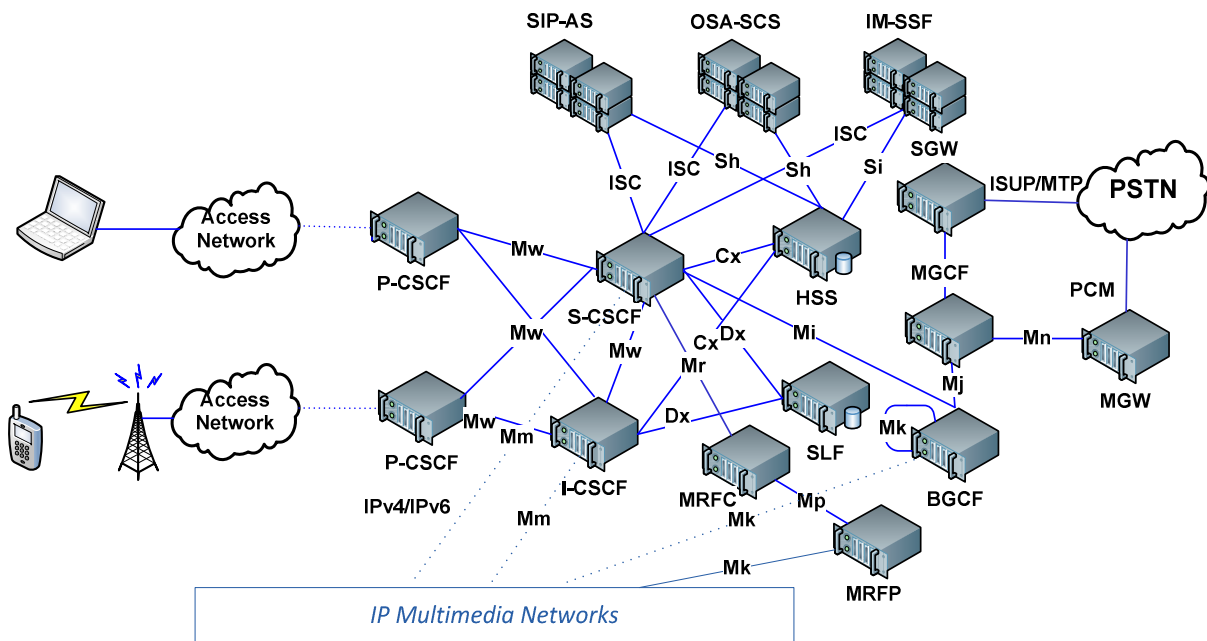 SIP-AS
OSA-SCS
IM-SSF
SGW
ISC
ISC
ISC
Sh
Sh
Si
ISUP/MTP
PSTN
Access
Network
P-CSCF
Mw
S-CSCF
Cx
HSS
MGCF
PCM
Mw
Mw
Cx
Dx
Mi
Mn
Mr
Mj
MGW
Access
Network
P-CSCF
Mw
Mm
I-CSCF
Dx
SLF
Mk
BGCF
IPv4/IPv6
Mm
MRFC
Mk
Mp
Mk
MRFP
IP Multimedia Networks